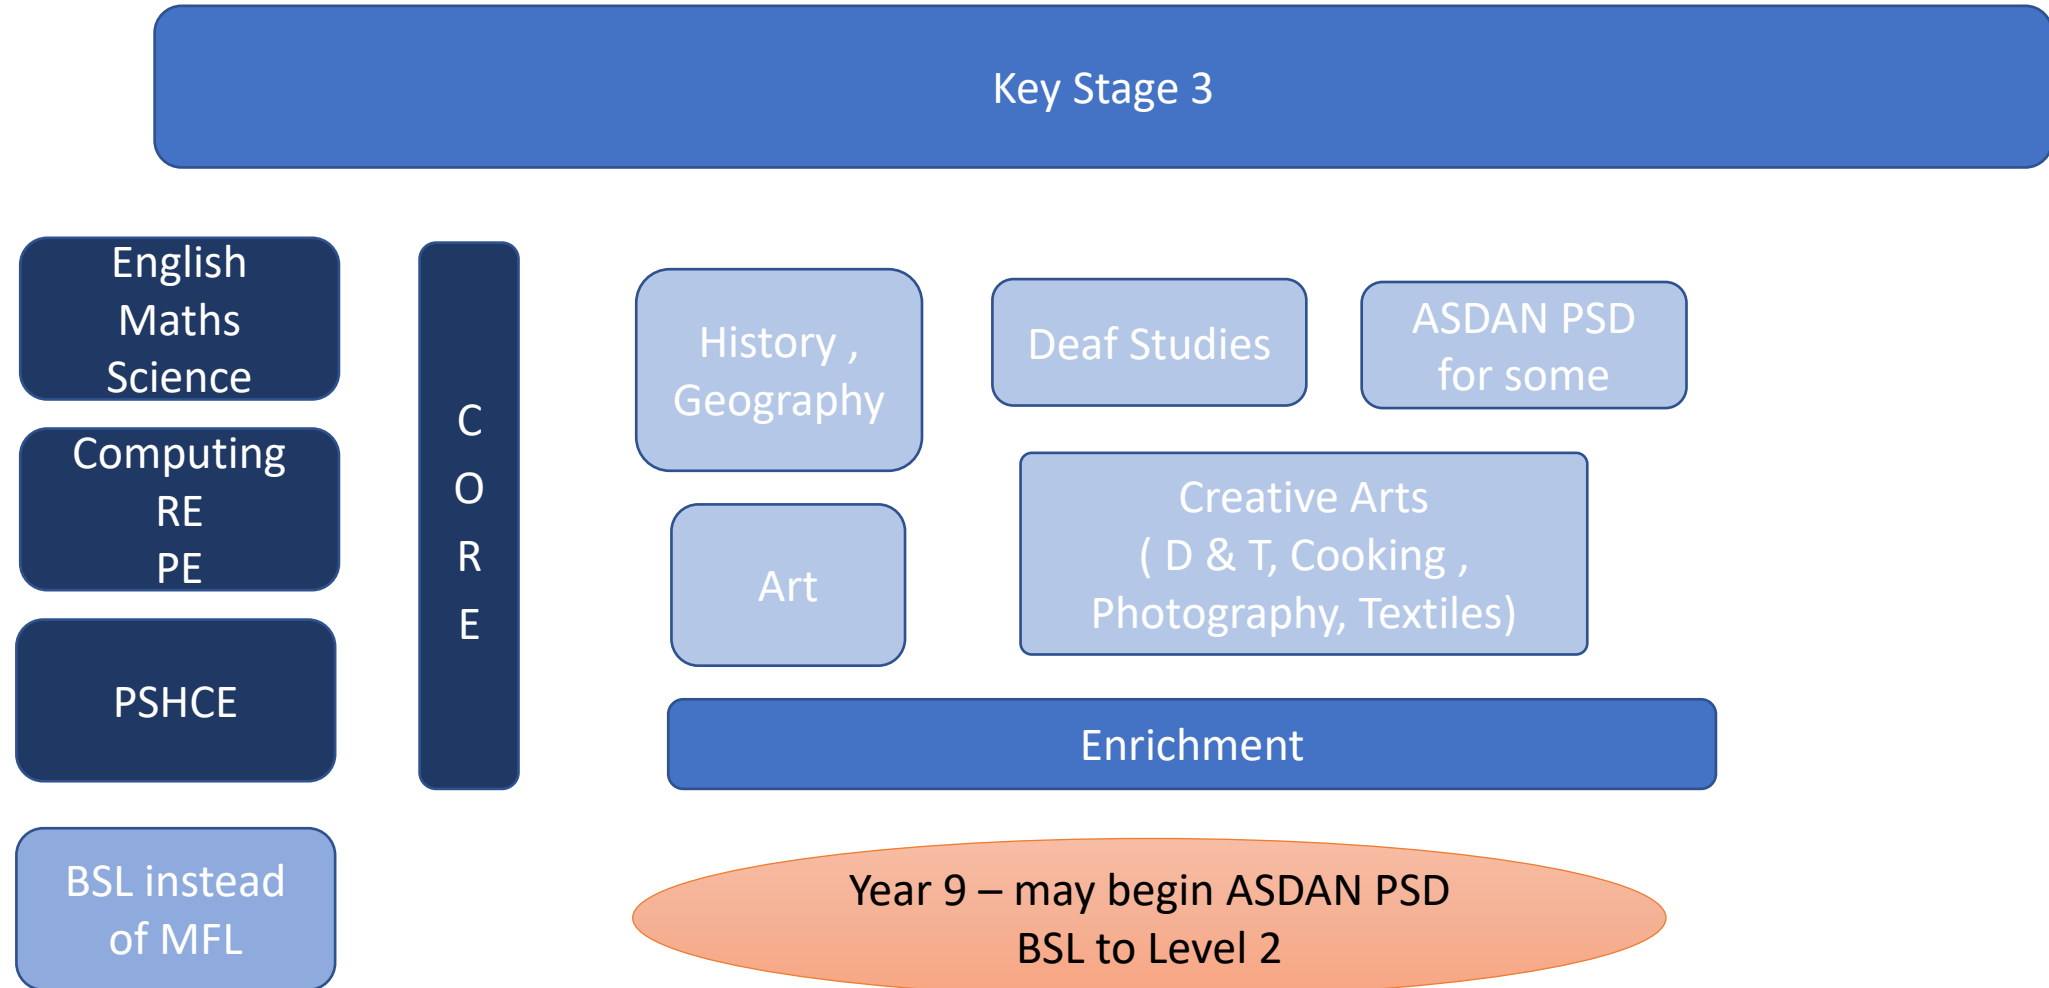 Key Stage 3
English
Maths
Science
Computing
RE
PE
PSHCE
BSL instead
of MFL
C
O
R
E
History ,
Geography
Deaf Studies
ASDAN PSD
for some
Art
Creative Arts
( D & T, Cooking ,
Photography, Textiles)
Enrichment
Year 9 – may begin ASDAN PSD
BSL to Level 2